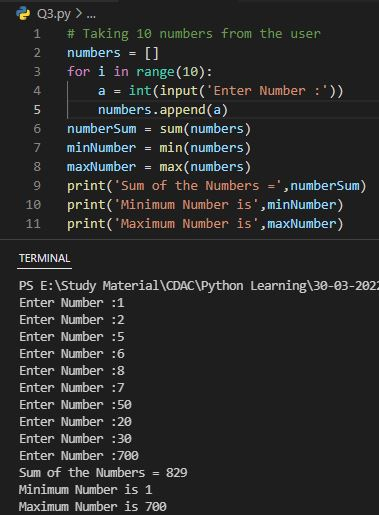 Q3.py > ...
1 # Taking 10 numbers from the user
2 numbers = []
3 for i in range(10):
4     a = int(input('Enter Number :'))
5     numbers.append(a)
6 numberSum = sum(numbers)
7 minNumber = min(numbers)
8 maxNumber = max(numbers)
9 print('Sum of the Numbers =',numberSum)
10 print('Minimum Number is',minNumber)
11 print('Maximum Number is',maxNumber)
TERMINAL
PS E:\Study Material\CDAC\Python Learning\30-03-2022
Enter Number :1
Enter Number :2
Enter Number :5
Enter Number :6
Enter Number :8
Enter Number :7
Enter Number :50
Enter Number :20
Enter Number :30
Enter Number :700
Sum of the Numbers = 829
Minimum Number is 1
Maximum Number is 700